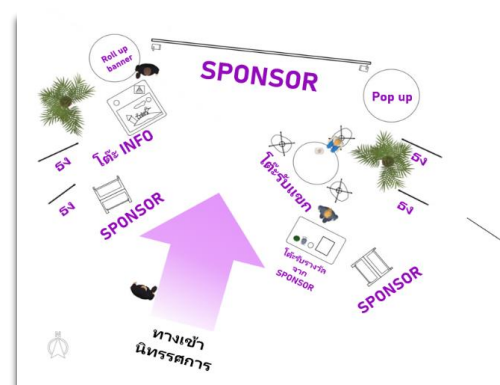 Roll up
banner
SPONSOR
Pop up
โต๊ะ INFO
ธง
ธง
SPONSOR
โต๊ะรับแขก
ธง
ธง
โต๊ะรับรางวัล
จาก
SPONSOR
SPONSOR
ทางเข้า
นิทรรศการ